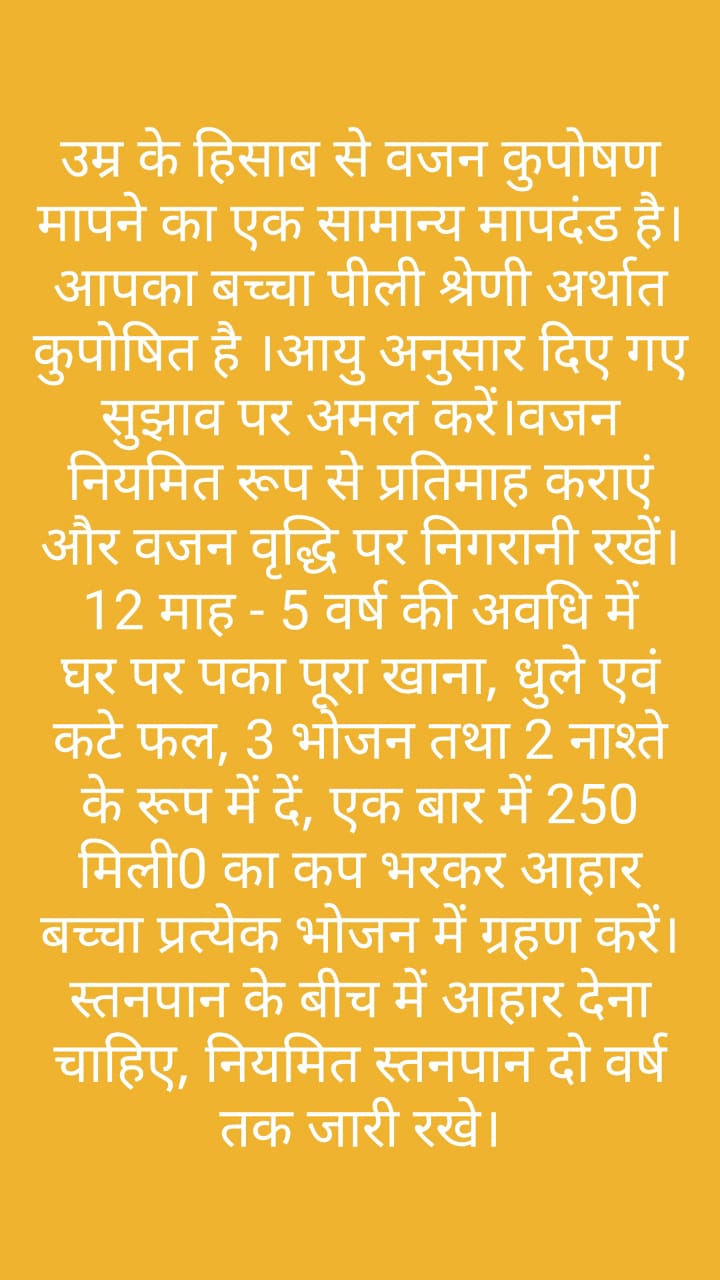 उम्र के हिसाब से वजन कुपोषण
मापने का एक सामान्य मापदंड है।
आपका बच्चा पीली श्रेणी अर्थात
कुपोषित है ।आयु अनुसार दिए गए
सुझाव पर अमल करें।वजन
नियमित रूप से प्रतिमाह कराएं
और वजन वृद्धि पर निगरानी रखें।
12 माह - 5 वर्ष की अवधि में
घर पर पका पूरा खाना, धुले एवं
कटे फल, 3 भोजन तथा 2 नाश्ते
के रूप में दें, एक बार में 250
मिली0 का कप भरकर आहार
बच्चा प्रत्येक भोजन में ग्रहण करें।
स्तनपान के बीच में आहार देना
चाहिए, नियमित स्तनपान दो वर्ष
तक जारी रखे।